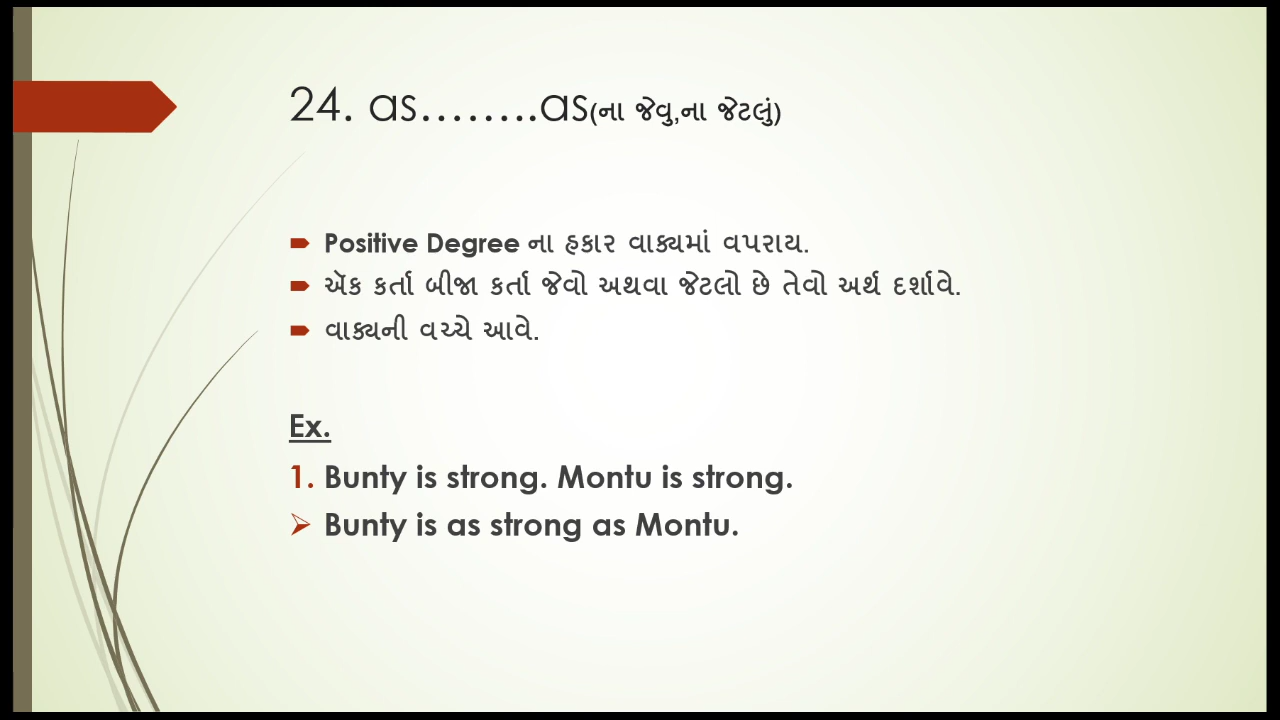 24. as........as(ના જેવુ,ના જેટલું)
Positive Degree ના હકાર વાક્યમાં વપરાય.
ઍક કર્તા બીજા કર્તા જેવો અથવા જેટલો છે તેવો અર્થ દર્શાવે.
વાક્યની વચ્ચે આવે.
Ex.
1. Bunty is strong. Montu is strong.
Bunty is as strong as Montu.